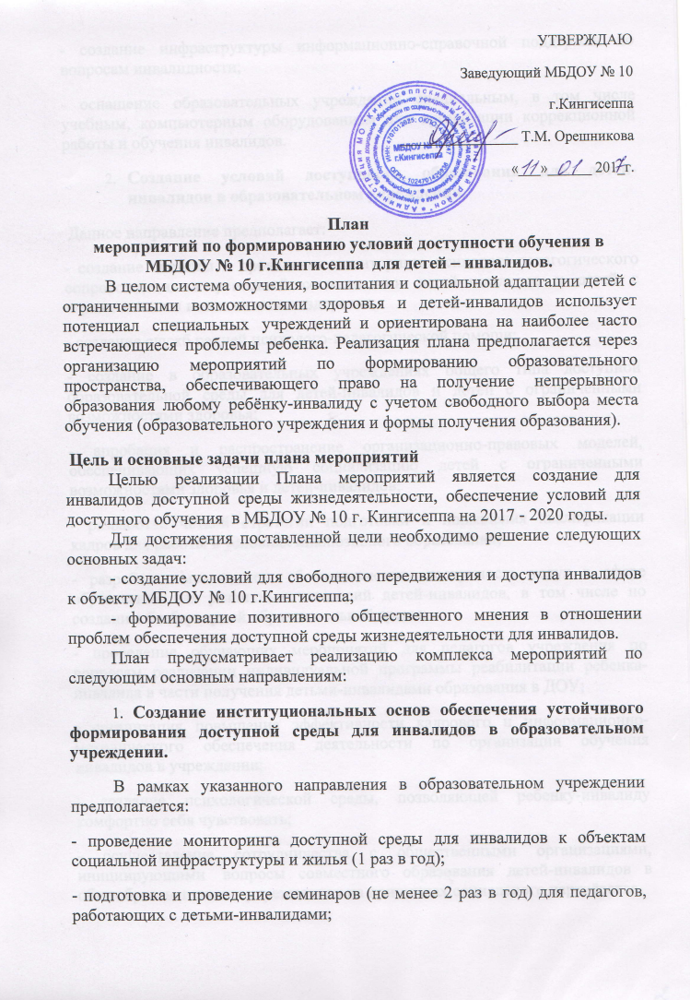 УТВЕРЖДАЮ
Заведующий МБДОУ № 10
г.Кингисеппа
Т.М. Орешникова
«11» 01 2017г.
МБДОУ № 10
г.Кингисеппа
План
мероприятий по формированию условий доступности обучения в
МБДОУ № 10 г.Кингисеппа для детей – инвалидов.
В целом система обучения, воспитания и социальной адаптации детей с
ограниченными возможностями здоровья и детей-инвалидов использует
потенциал специальных учреждений и ориентирована на наиболее часто
встречающиеся проблемы ребенка. Реализация плана предполагается через
организацию мероприятий по формированию образовательного
пространства, обеспечивающего право на получение непрерывного
образования любому ребёнку-инвалиду с учетом свободного выбора места
обучения (образовательного учреждения и формы получения образования).
Цель и основные задачи плана мероприятий
Целью реализации Плана мероприятий является создание для
инвалидов доступной среды жизнедеятельности, обеспечение условий для
доступного обучения в МБДОУ № 10 г. Кингисеппа на 2017 - 2020 годы.
Для достижения поставленной цели необходимо решение следующих
основных задач:
- создание условий для свободного передвижения и доступа инвалидов
к объекту МБДОУ № 10 г.Кингисеппа;
- формирование позитивного общественного мнения в отношении
проблем обеспечения доступной среды жизнедеятельности для инвалидов.
План предусматривает реализацию комплекса мероприятий по
следующим основным направлениям:
1. Создание институциональных основ обеспечения устойчивого
формирования доступной среды для инвалидов в образовательном
учреждении.
В рамках указанного направления в образовательном учреждении
предполагается:
- проведение мониторинга доступной среды для инвалидов к объектам
социальной инфраструктуры и жилья (1 раз в год);
- подготовка и проведение семинаров (не менее 2 раз в год) для педагогов,
работающих с детьми-инвалидами;